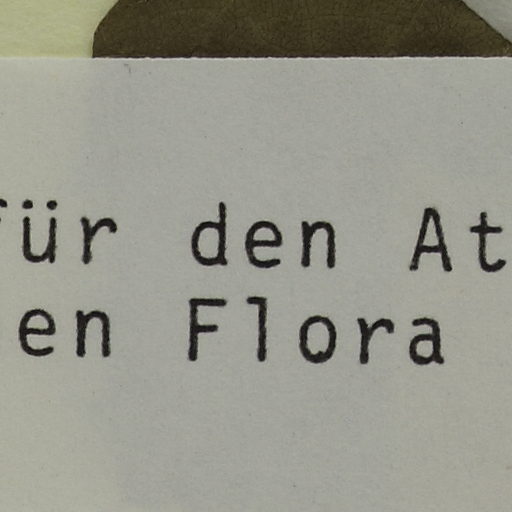 für den At
en Flora